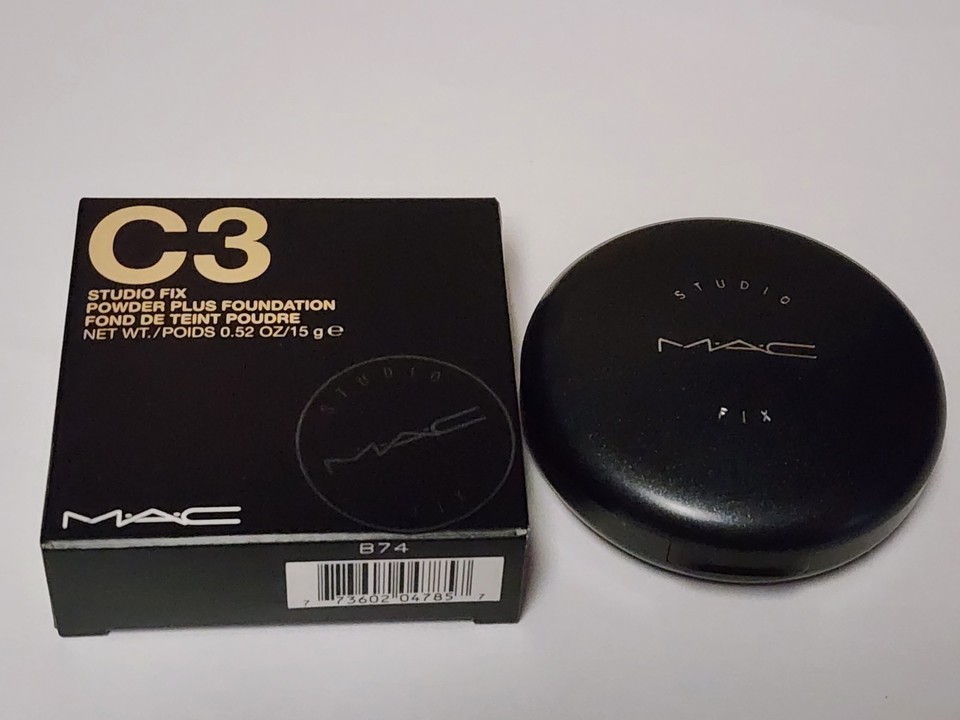 C3
STUDIO FIX
POWDER PLUS FOUNDATION
FOND DE TEINT POUDRE
NET WT./POIDS 0.52 OZ/15 g ℮
STUDIO
M·A·C
FIX
M·A·C
B74
7 73602 04785 7
STUDIO
M·A·C
FIX